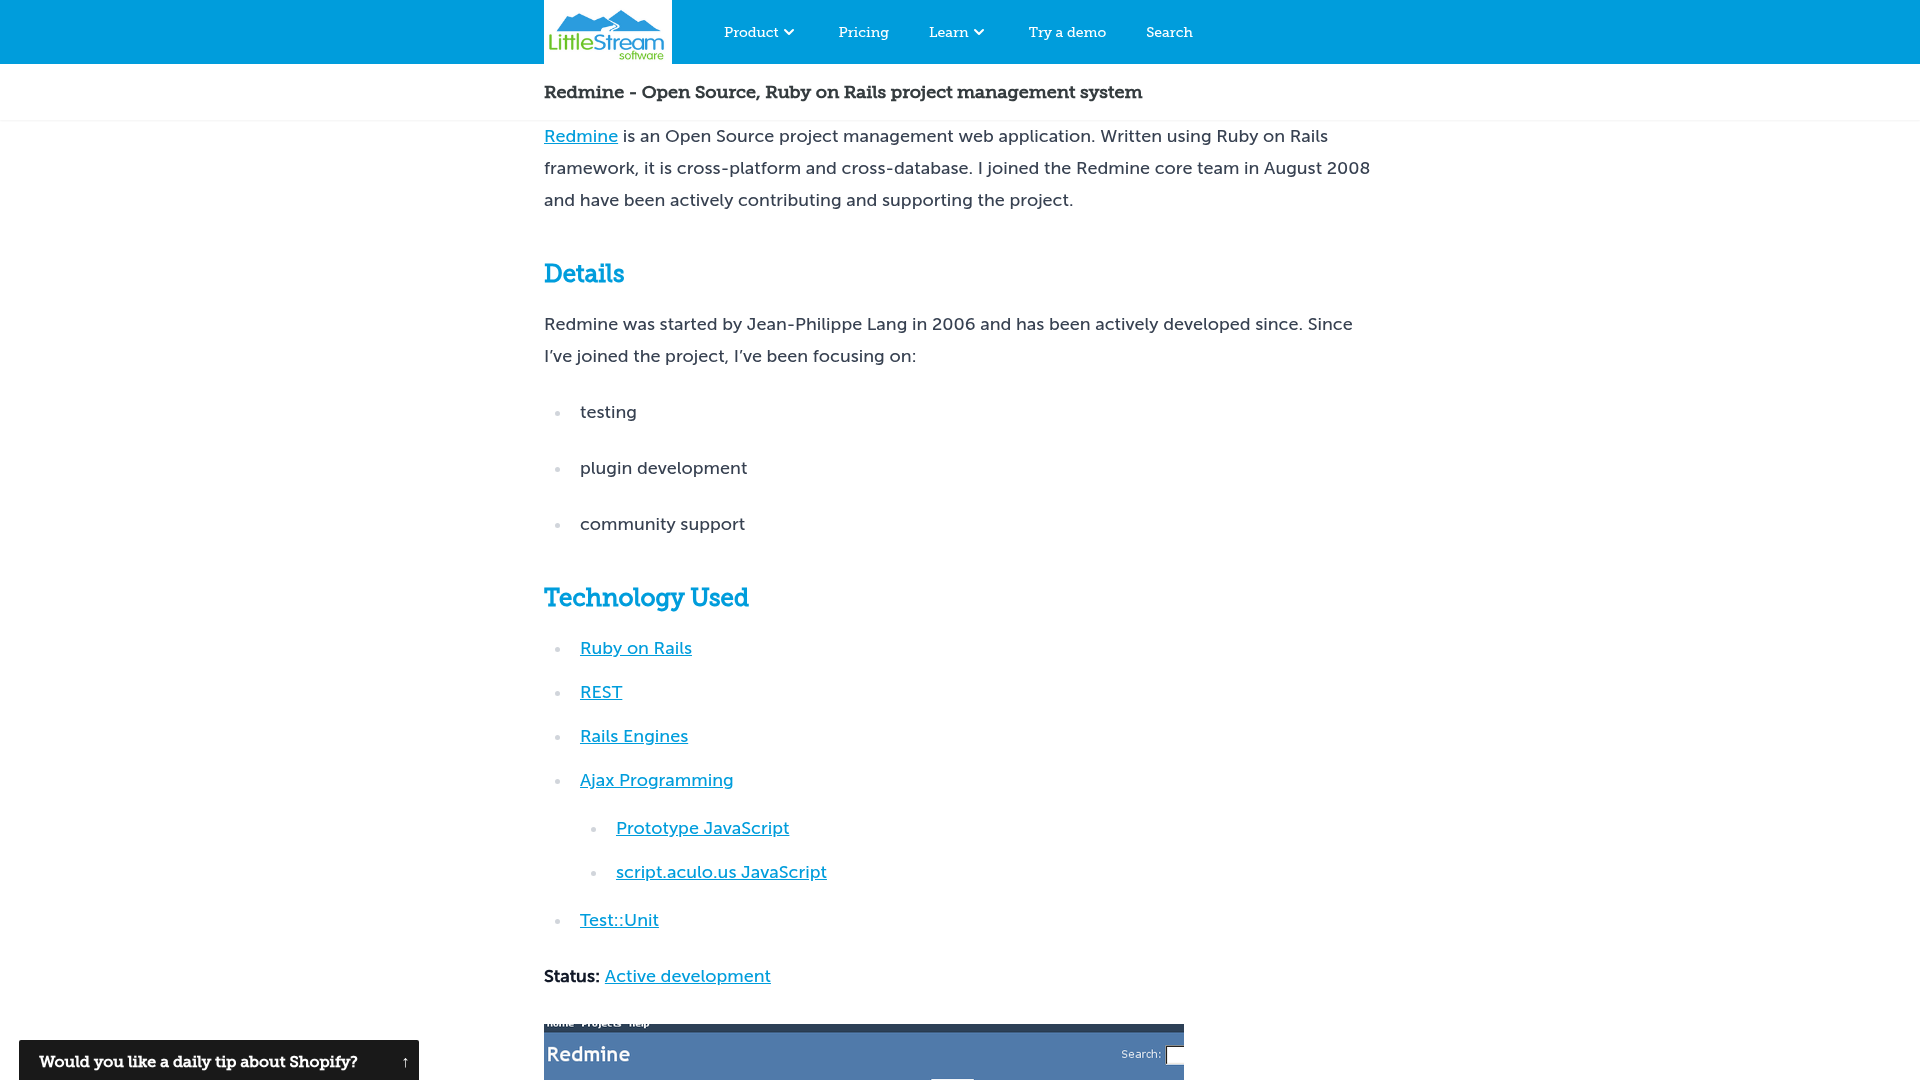 LittleStream
software
Product
Pricing
Learn
Try a demo
Search
Redmine - Open Source, Ruby on Rails project management system
Redmine is an Open Source project management web application. Written using Ruby on Rails
framework, it is cross-platform and cross-database. I joined the Redmine core team in August 2008
and have been actively contributing and supporting the project.
Details
Redmine was started by Jean-Philippe Lang in 2006 and has been actively developed since. Since
I’ve joined the project, I’ve been focusing on:
testing
plugin development
community support
Technology Used
Ruby on Rails
REST
Rails Engines
Ajax Programming
Prototype JavaScript
script.aculo.us JavaScript
Test::Unit
Status: Active development
Home Projects Help
Redmine
Search:
Would you like a daily tip about Shopify? ↑